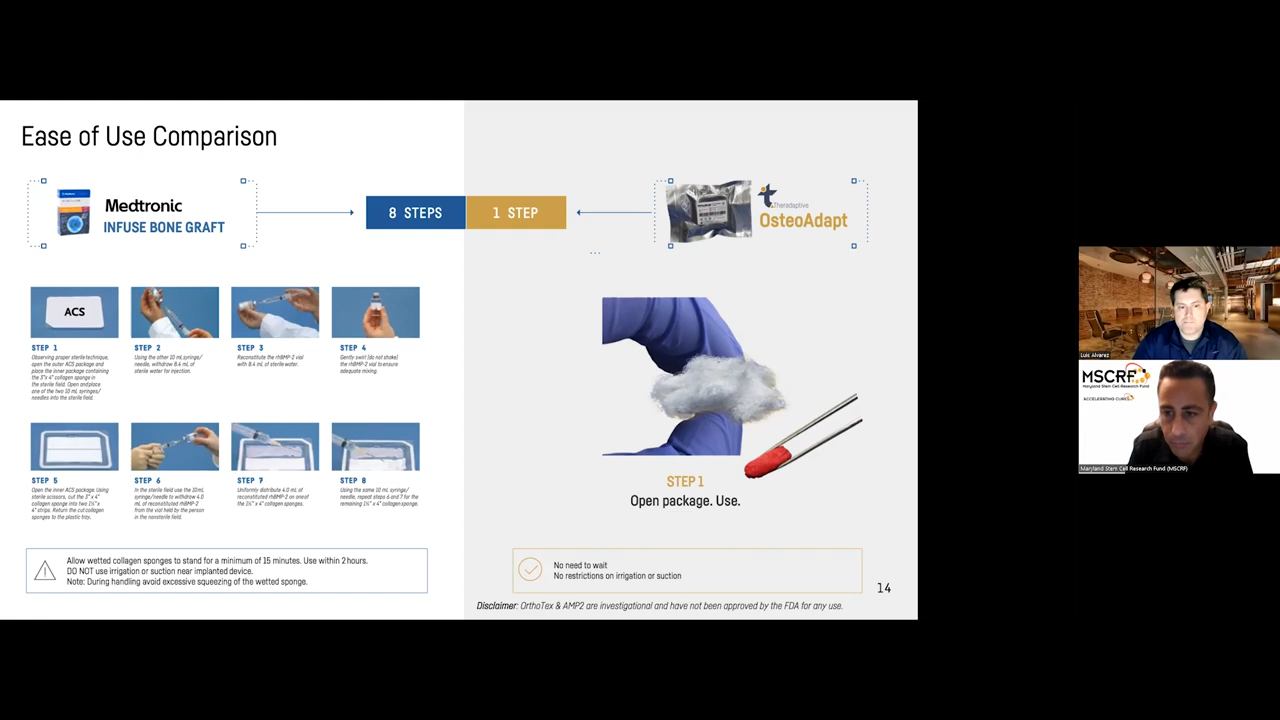 Ease of Use Comparison
Medtronic
INFUSE BONE GRAFT
8 STEPS
1 STEP
Theradaptive
OsteoAdapt
ACS
STEP 1
Observing proper sterile technique,
open the outer ACS package and
place the inner package containing
the 3"x 4" collagen sponge in
the sterile field. Open and place
one of the two 10 mL syringes/
needles into the sterile field.
STEP 2
Using the other 10 mL syringe/
needle, withdraw 8.4 mL of
sterile water for injection.
STEP 3
Reconstitute the rhBMP-2 vial
with 8.4 mL of sterile water.
STEP 4
Gently swirl (do not shake)
the rhBMP-2 vial to ensure
adequate mixing.
STEP 5
Open the inner ACS package. Using
sterile scissors, cut the 3" x 4"
collagen sponge into two 1½" x
4" strips. Return the cut collagen
sponges to the plastic tray.
STEP 6
In the sterile field use the 10mL
syringe/needle to withdraw 4.0
mL of reconstituted rhBMP-2
from the vial held by the person
in the nonsterile field.
STEP 7
Uniformly distribute 4.0 mL of
reconstituted rhBMP-2 on one of
the 1½" x 4" collagen sponges.
STEP 8
Using the same 10 mL syringe/
needle, repeat steps 6 and 7 for the
remaining 1½" x 4" collagen sponge.
STEP 1
Open package. Use.
Allow wetted collagen sponges to stand for a minimum of 15 minutes. Use within 2 hours.
DO NOT use irrigation or suction near implanted device.
Note: During handling avoid excessive squeezing of the wetted sponge.
No need to wait
No restrictions on irrigation or suction
14
Disclaimer: OrthoTex & AMP2 are investigational and have not been approved by the FDA for any use.
Luis Alvarez
MSCRF
Maryland Stem Cell Research Fund
ACCELERATING CURES
Maryland Stem Cell Research Fund (MSCRF)